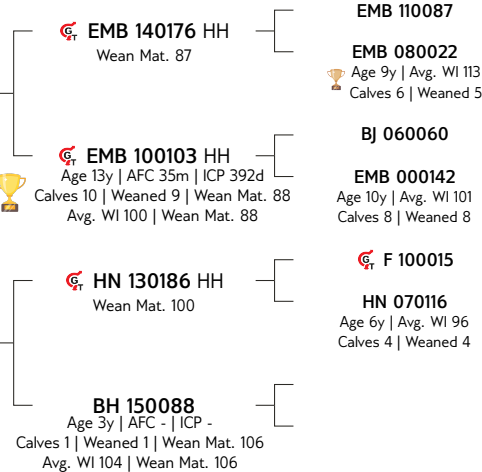 GT EMB 140176 HH
Wean Mat. 87
EMB 110087
EMB 080022
Age 9y | Avg. WI 113
Calves 6 | Weaned 5
GT EMB 100103 HH
Age 13y | AFC 35m | ICP 392d
Calves 10 | Weaned 9 | Wean Mat. 88
Avg. WI 100 | Wean Mat. 88
BJ 060060
EMB 000142
Age 10y | Avg. WI 101
Calves 8 | Weaned 8
GT HN 130186 HH
Wean Mat. 100
GT F 100015
HN 070116
Age 6y | Avg. WI 96
Calves 4 | Weaned 4
BH 150088
Age 3y | AFC - | ICP -
Calves 1 | Weaned 1 | Wean Mat. 106
Avg. WI 104 | Wean Mat. 106